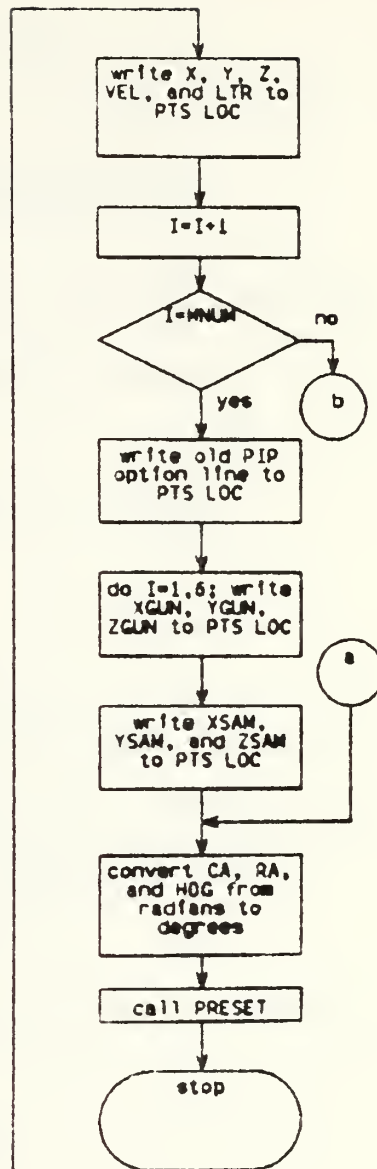 write X, Y, Z,
VEL, and LTR to
PTS LOC
I=I+1
I=WNUM
no
b
yes
write old PIP
option line to
PTS LOC
do I=1,6; write
XGUN, YGUN,
ZGUN to PTS LOC
a
write XSAM,
YSAM, and ZSAM
to PTS LOC
convert CA, RA,
and HDG from
radians to
degrees
call PRESET
stop